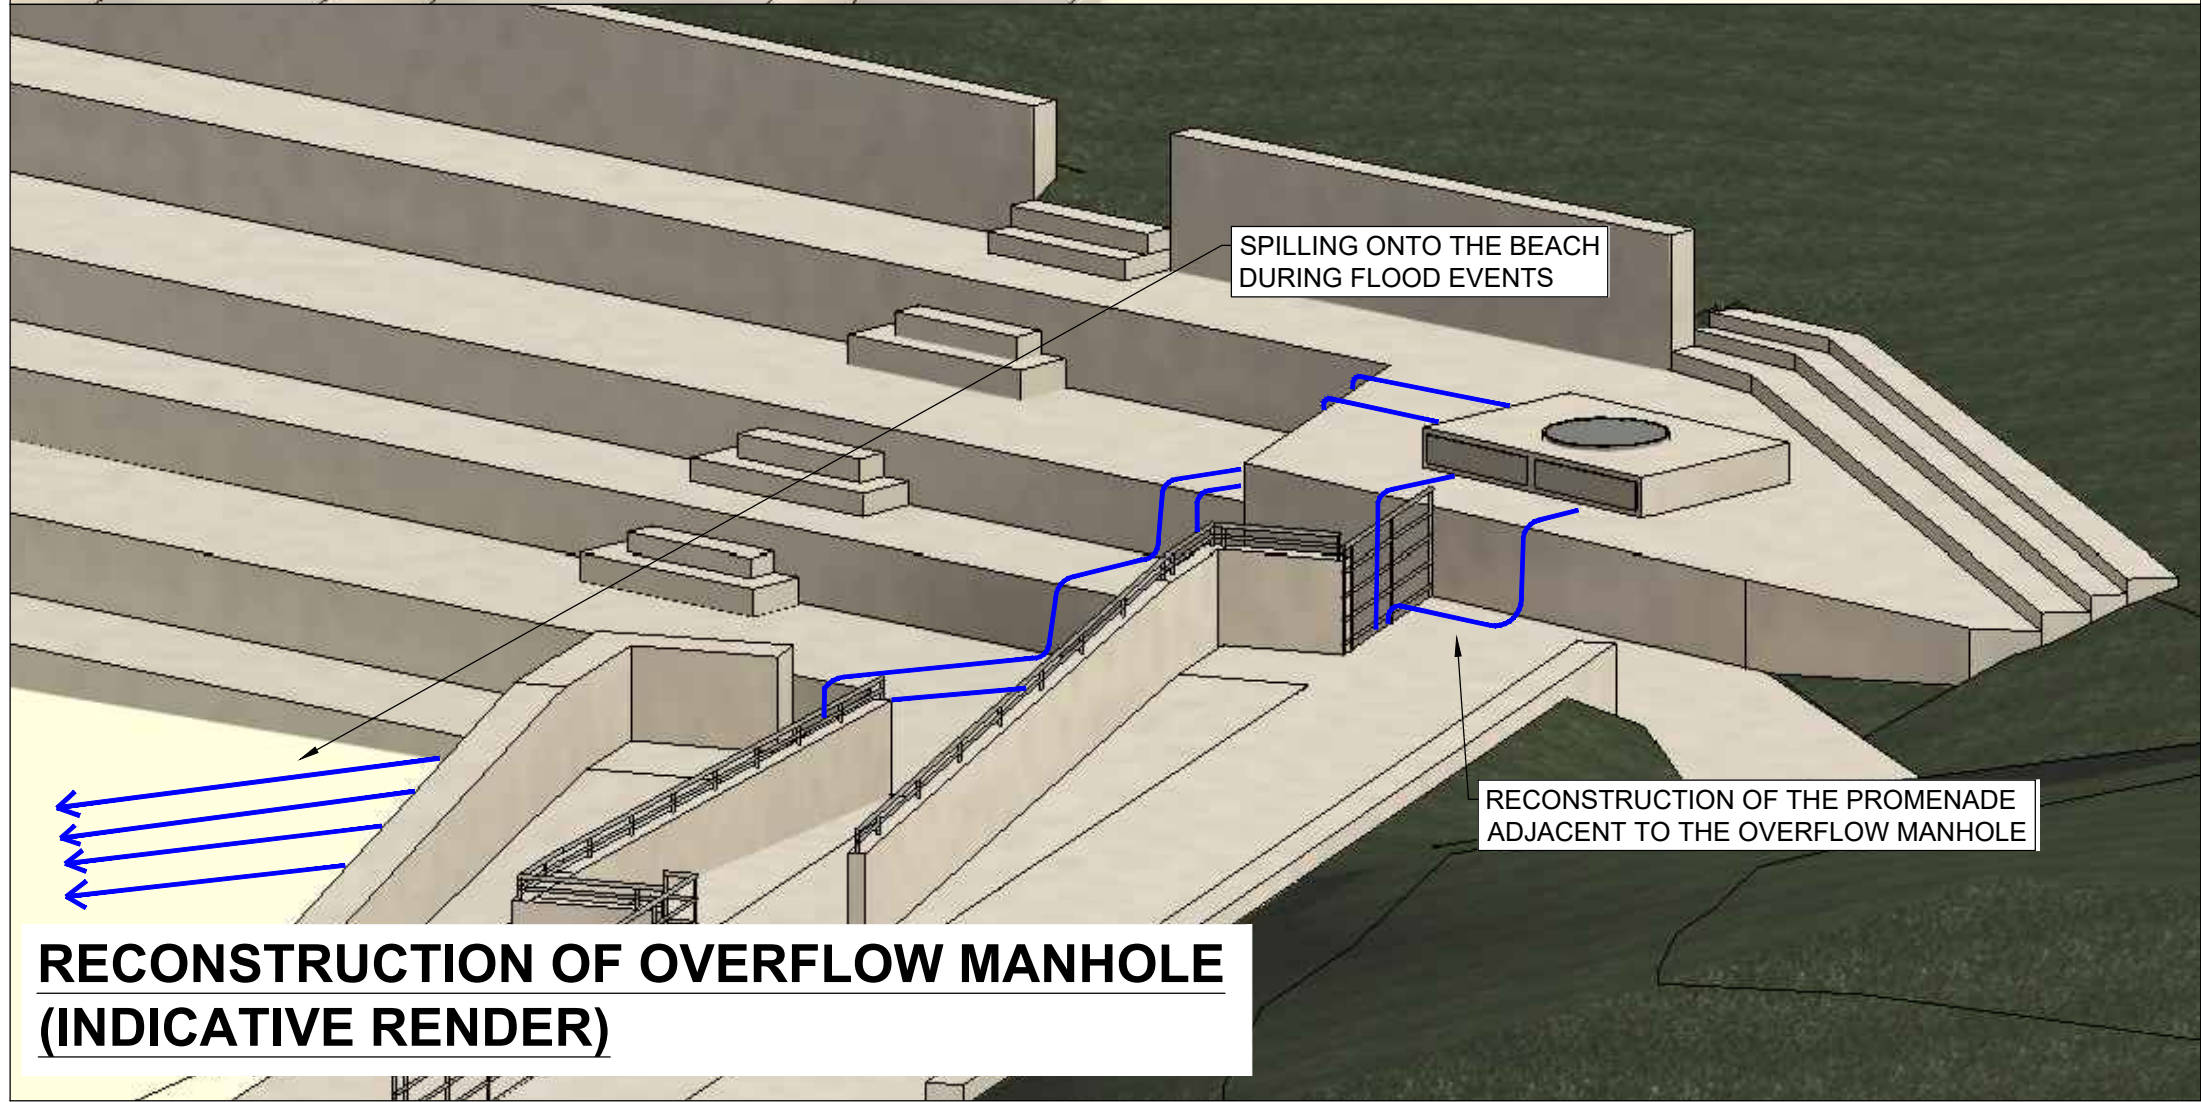 SPILLING ONTO THE BEACH
DURING FLOOD EVENTS
RECONSTRUCTION OF THE PROMENADE
ADJACENT TO THE OVERFLOW MANHOLE
RECONSTRUCTION OF OVERFLOW MANHOLE
(INDICATIVE RENDER)